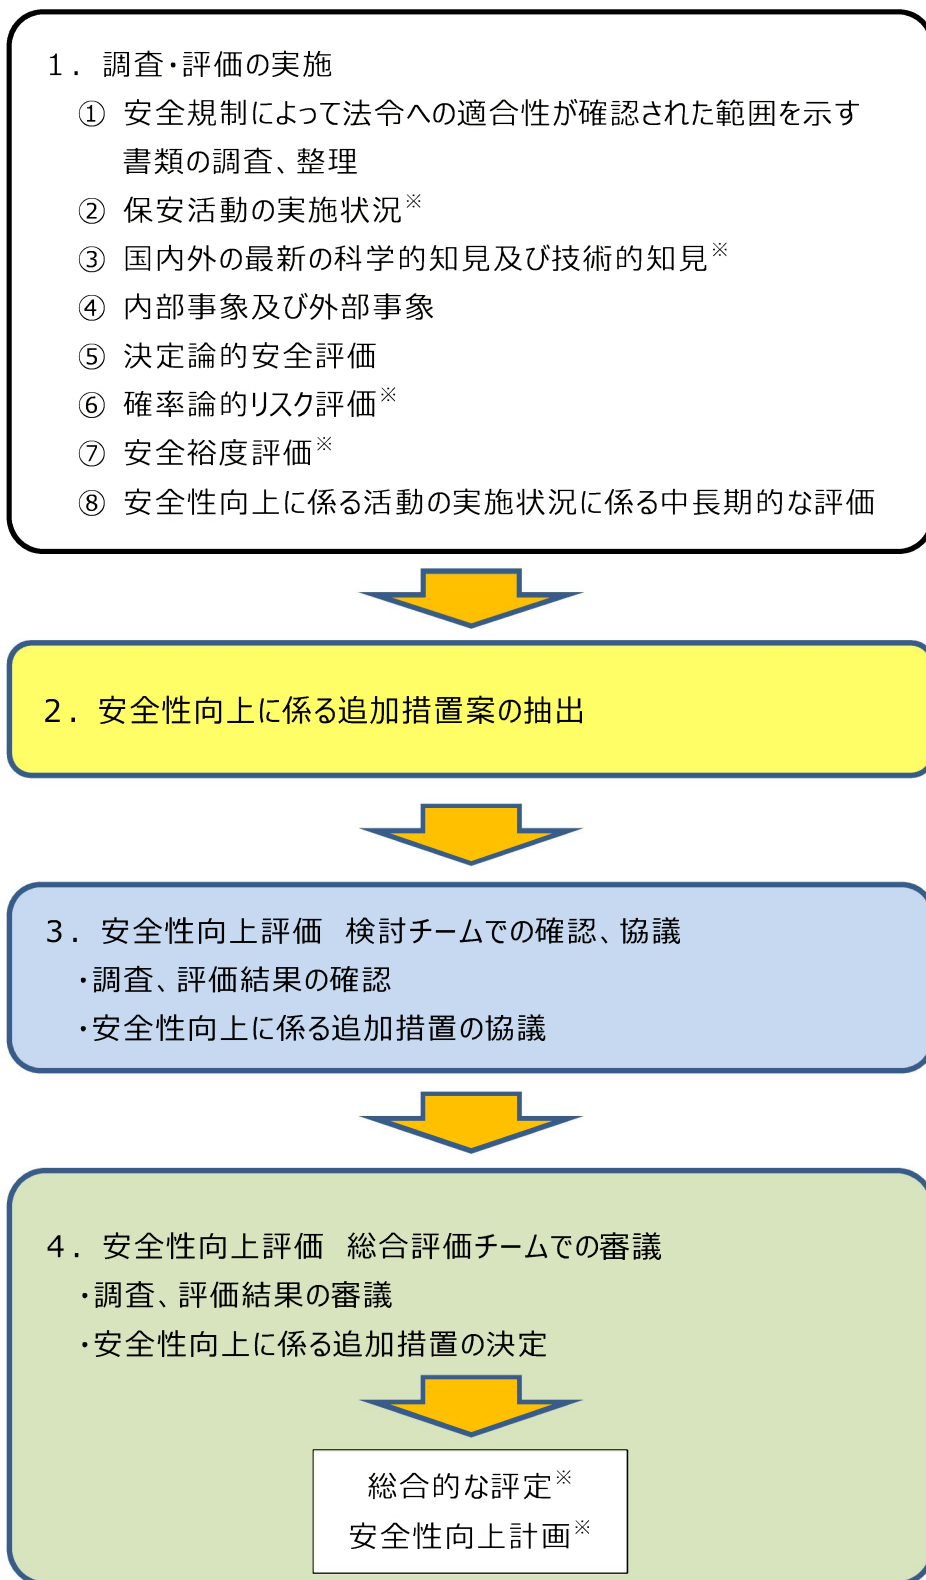 １．調査・評価の実施
① 安全規制によって法令への適合性が確認された範囲を示す
書類の調査、整理
② 保安活動の実施状況※
③ 国内外の最新の科学的知見及び技術的知見※
④ 内部事象及び外部事象
⑤ 決定論的安全評価
⑥ 確率論的リスク評価※
⑦ 安全裕度評価※
⑧ 安全性向上に係る活動の実施状況に係る中長期的な評価
２．安全性向上に係る追加措置案の抽出
３．安全性向上評価　検討チームでの確認、協議
・調査、評価結果の確認
・安全性向上に係る追加措置の協議
４．安全性向上評価　総合評価チームでの審議
・調査、評価結果の審議
・安全性向上に係る追加措置の決定
総合的な評定※
安全性向上計画※